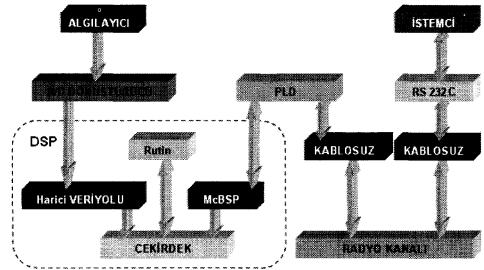 ALGILAYICI
İSTEMCİ
PLD
RS 232C
DSP
Rutin
KABLOSUZ
KABLOSUZ
Harici VERİYOLU
McBSP
ÇEKİRDEK
RADYO KANALI